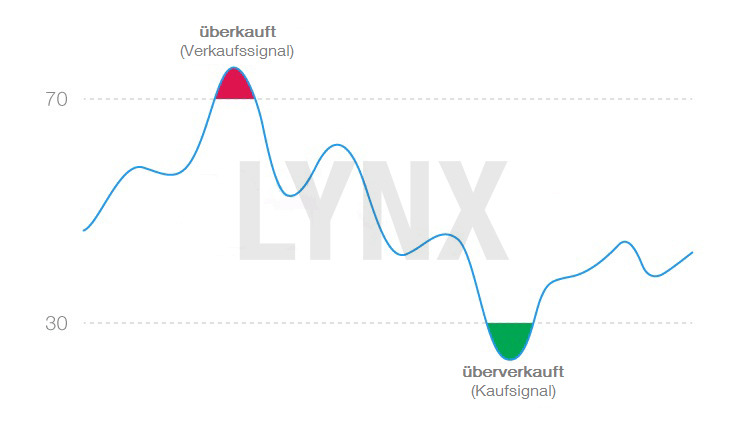 überkauft
(Verkaufssignal)
70
LYNX
30
überverkauft
(Kaufsignal)